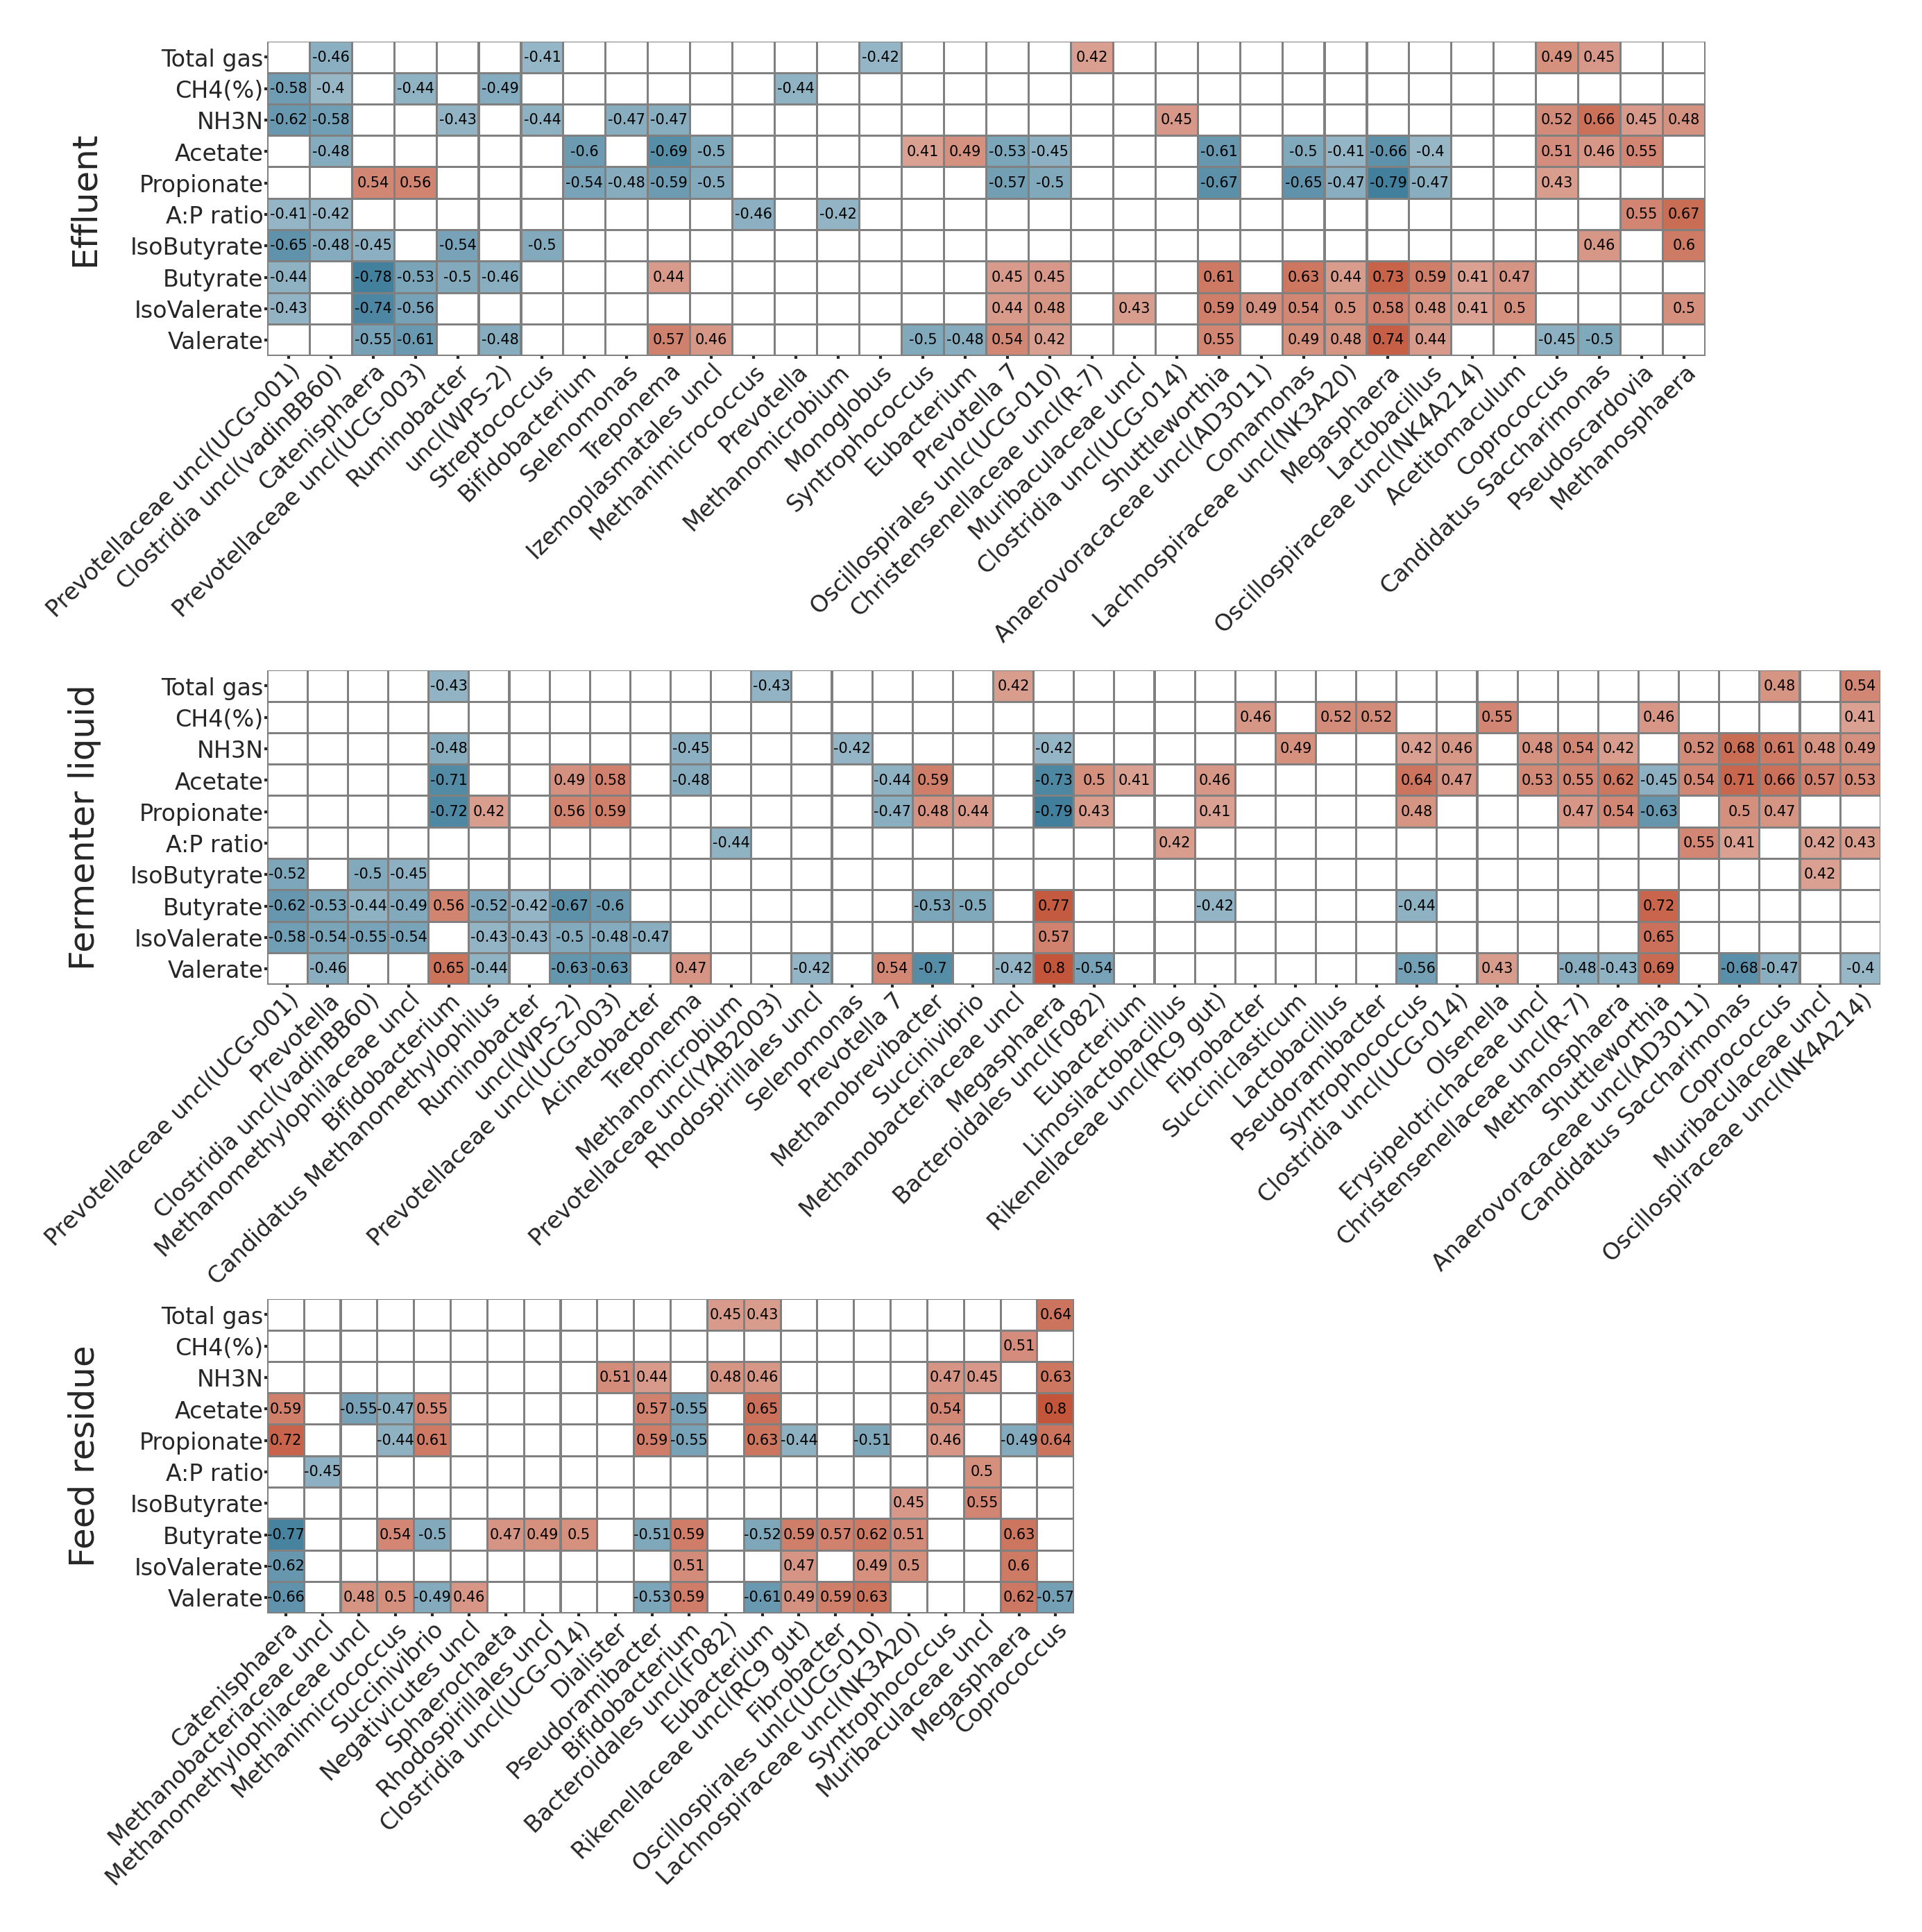 Effluent
Total gas -0.46 -0.41 -0.42 0.42 0.49 0.45
CH4(%) -0.58 -0.4 -0.44 -0.49 -0.44
NH3N -0.62 -0.58 -0.43 -0.44 -0.47 -0.47 0.45 0.52 0.66 0.45 0.48
Acetate -0.48 -0.6 -0.69 -0.5 0.41 0.49 -0.53 -0.45 -0.61 -0.5 -0.41 -0.66 -0.4 0.51 0.46 0.55
Propionate 0.54 0.56 -0.54 -0.48 -0.59 -0.5 -0.57 -0.5 -0.67 -0.65 -0.47 -0.79 -0.47 0.43
A:P ratio -0.41 -0.42 -0.46 -0.42 0.55 0.67
IsoButyrate -0.65 -0.48 -0.45 -0.54 -0.5 0.46 0.6
Butyrate -0.44 -0.78 -0.53 -0.5 -0.46 0.44 0.45 0.45 0.61 0.63 0.44 0.73 0.59 0.41 0.47
IsoValerate -0.43 -0.74 -0.56 0.44 0.48 0.43 0.59 0.49 0.54 0.5 0.58 0.48 0.41 0.5 0.5
Valerate -0.55 -0.61 -0.48 0.57 0.46 -0.5 -0.48 0.54 0.42 0.55 0.49 0.48 0.74 0.44 -0.45 -0.5
Prevotellaceae uncl(UCG-001)
Clostridia uncl(vadinBB60)
Catenisphaera
Prevotellaceae uncl(UCG-003)
Ruminobacter
uncl(WPS-2)
Streptococcus
Bifidobacterium
Selenomonas
Treponema
Izemoplasmatales uncl
Methanimicrococcus
Prevotella
Methanomicrobium
Monoglobus
Syntrophococcus
Eubacterium
Prevotella 7
Oscillospirales unlc(UCG-010)
Christensenellaceae uncl(R-7)
Muribaculaceae uncl
Clostridia uncl(UCG-014)
Shuttleworthia
Anaerovoracaceae uncl(AD3011)
Comamonas
Lachnospiraceae uncl(NK3A20)
Megasphaera
Lactobacillus
Oscillospiraceae uncl(NK4A214)
Acetitomaculum
Coprococcus
Candidatus Saccharimonas
Pseudoscardovia
Methanosphaera
Fermenter liquid
Total gas -0.43 -0.43 0.42 0.48 0.54
CH4(%) 0.46 0.52 0.52 0.55 0.46 0.41
NH3N -0.48 -0.45 -0.42 -0.42 0.49 0.42 0.46 0.48 0.54 0.42 0.52 0.68 0.61 0.48 0.49
Acetate -0.71 0.49 0.58 -0.48 -0.44 0.59 -0.73 0.5 0.41 0.46 0.64 0.47 0.53 0.55 0.62 -0.45 0.54 0.71 0.66 0.57 0.53
Propionate -0.72 0.42 0.56 0.59 -0.47 0.48 0.44 -0.79 0.43 0.41 0.48 0.47 0.54 -0.63 0.5 0.47
A:P ratio -0.44 0.42 0.55 0.41 0.42 0.43
IsoButyrate -0.52 -0.5 -0.45 0.42
Butyrate -0.62 -0.53 -0.44 -0.49 0.56 -0.52 -0.42 -0.67 -0.6 -0.53 -0.5 0.77 -0.42 -0.44 0.72
IsoValerate -0.58 -0.54 -0.55 -0.54 -0.43 -0.43 -0.5 -0.48 -0.47 0.57 0.65
Valerate -0.46 0.65 -0.44 -0.63 -0.63 0.47 -0.42 0.54 -0.7 -0.42 0.8 -0.54 -0.56 0.43 -0.48 -0.43 0.69 -0.68 -0.47 -0.4
Prevotellaceae uncl(UCG-001)
Prevotella
Clostridia uncl(vadinBB60)
Methanomethylophilaceae uncl
Bifidobacterium
Candidatus Methanomethylophilus
Ruminobacter
uncl(WPS-2)
Prevotellaceae uncl(UCG-003)
Acinetobacter
Treponema
Methanomicrobium
Prevotellaceae uncl(YAB2003)
Rhodospirillales uncl
Selenomonas
Prevotella 7
Methanobrevibacter
Succinivibrio
Methanobacteriaceae uncl
Megasphaera
Bacteroidales uncl(F082)
Eubacterium
Limosilactobacillus
Rikenellaceae uncl(RC9 gut)
Fibrobacter
Succiniclasticum
Lactobacillus
Pseudoramibacter
Syntrophococcus
Clostridia uncl(UCG-014)
Olsenella
Erysipelotrichaceae uncl
Christensenellaceae uncl(R-7)
Methanosphaera
Shuttleworthia
Anaerovoracaceae uncl(AD3011)
Candidatus Saccharimonas
Coprococcus
Muribaculaceae uncl
Oscillospiraceae uncl(NK4A214)
Feed residue
Total gas 0.45 0.43 0.64
CH4(%) 0.51
NH3N 0.51 0.44 0.48 0.46 0.47 0.45 0.63
Acetate 0.59 -0.55 -0.47 0.55 0.57 -0.55 0.65 0.54 0.8
Propionate 0.72 -0.44 0.61 0.59 -0.55 0.63 -0.44 -0.51 0.46 -0.49 0.64
A:P ratio -0.45 0.5
IsoButyrate 0.45 0.55
Butyrate -0.77 0.54 -0.5 0.47 0.49 0.5 -0.51 0.59 -0.52 0.59 0.57 0.62 0.51 0.63
IsoValerate -0.62 0.51 0.47 0.49 0.5 0.6
Valerate -0.66 0.48 0.5 -0.49 0.46 -0.53 0.59 -0.61 0.49 0.59 0.63 0.62 -0.57
Catenisphaera
Methanobacteriaceae uncl
Methanomethylophilaceae uncl
Methanimicrococcus
Succinivibrio
Negativicutes uncl
Sphaerochaeta
Rhodospirillales uncl
Clostridia uncl(UCG-014)
Dialister
Pseudoramibacter
Bifidobacterium
Bacteroidales uncl(F082)
Eubacterium
Rikenellaceae uncl(RC9 gut)
Fibrobacter
Oscillospirales unlc(UCG-010)
Lachnospiraceae uncl(NK3A20)
Syntrophococcus
Muribaculaceae uncl
Megasphaera
Coprococcus